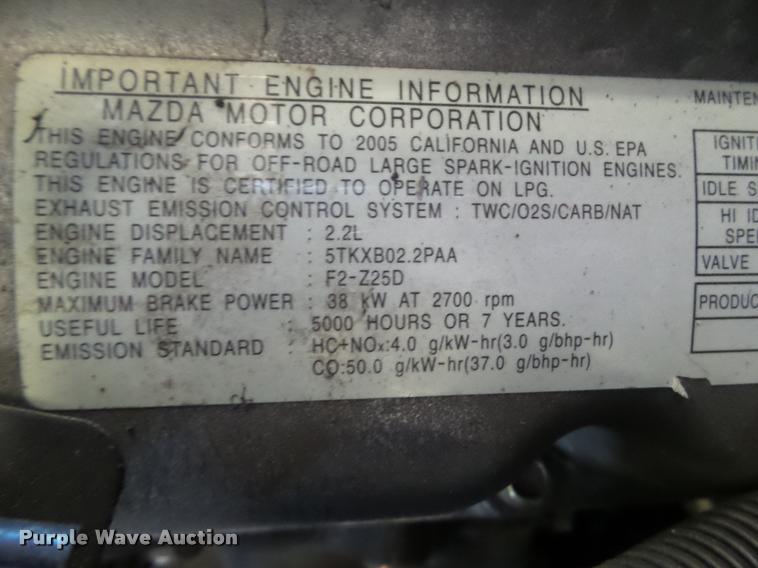 IMPORTANT ENGINE INFORMATION
MAZDA MOTOR CORPORATION
THIS ENGINE CONFORMS TO 2005 CALIFORNIA AND U.S. EPA
REGULATIONS FOR OFF-ROAD LARGE SPARK-IGNITION ENGINES.
THIS ENGINE IS CERTIFIED TO OPERATE ON LPG.
EXHAUST EMISSION CONTROL SYSTEM : TWC/O2S/CARB/NAT
ENGINE DISPLACEMENT : 2.2L
ENGINE FAMILY NAME : 5TKXB02.2PAA
ENGINE MODEL : F2-Z25D
MAXIMUM BRAKE POWER : 38 kW AT 2700 rpm
USEFUL LIFE : 5000 HOURS OR 7 YEARS.
EMISSION STANDARD : HC+NOx:4.0 g/kW-hr(3.0 g/bhp-hr)
CO:50.0 g/kW-hr(37.0 g/bhp-hr)
MAINTEN
IGNITI
TIMIN
IDLE S
HI ID
SPE
VALVE
PRODUC
Purple Wave Auction